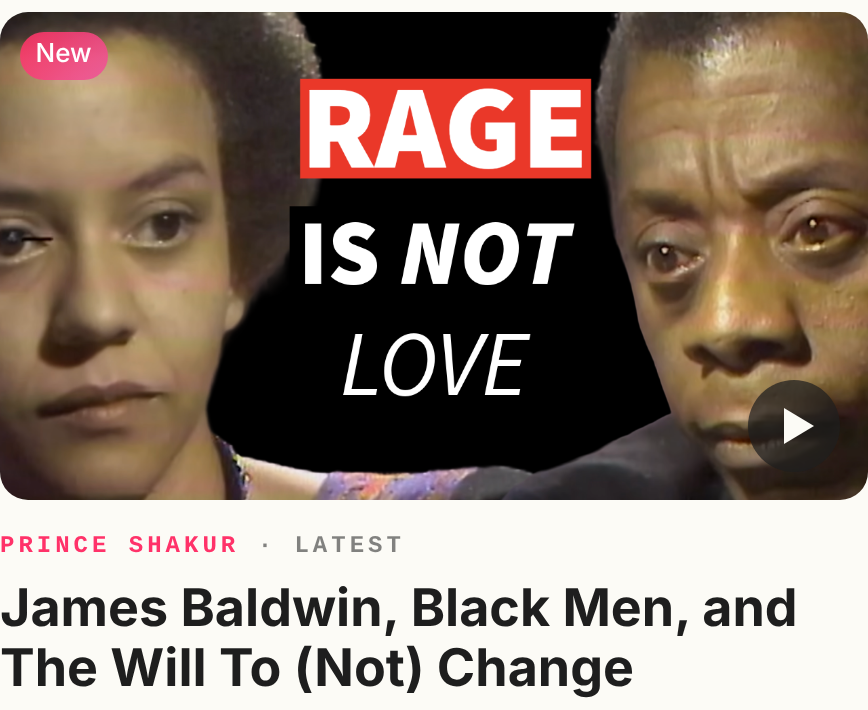 New
RAGE
IS NOT
LOVE
PRINCE SHAKUR · LATEST
James Baldwin, Black Men, and
The Will To (Not) Change